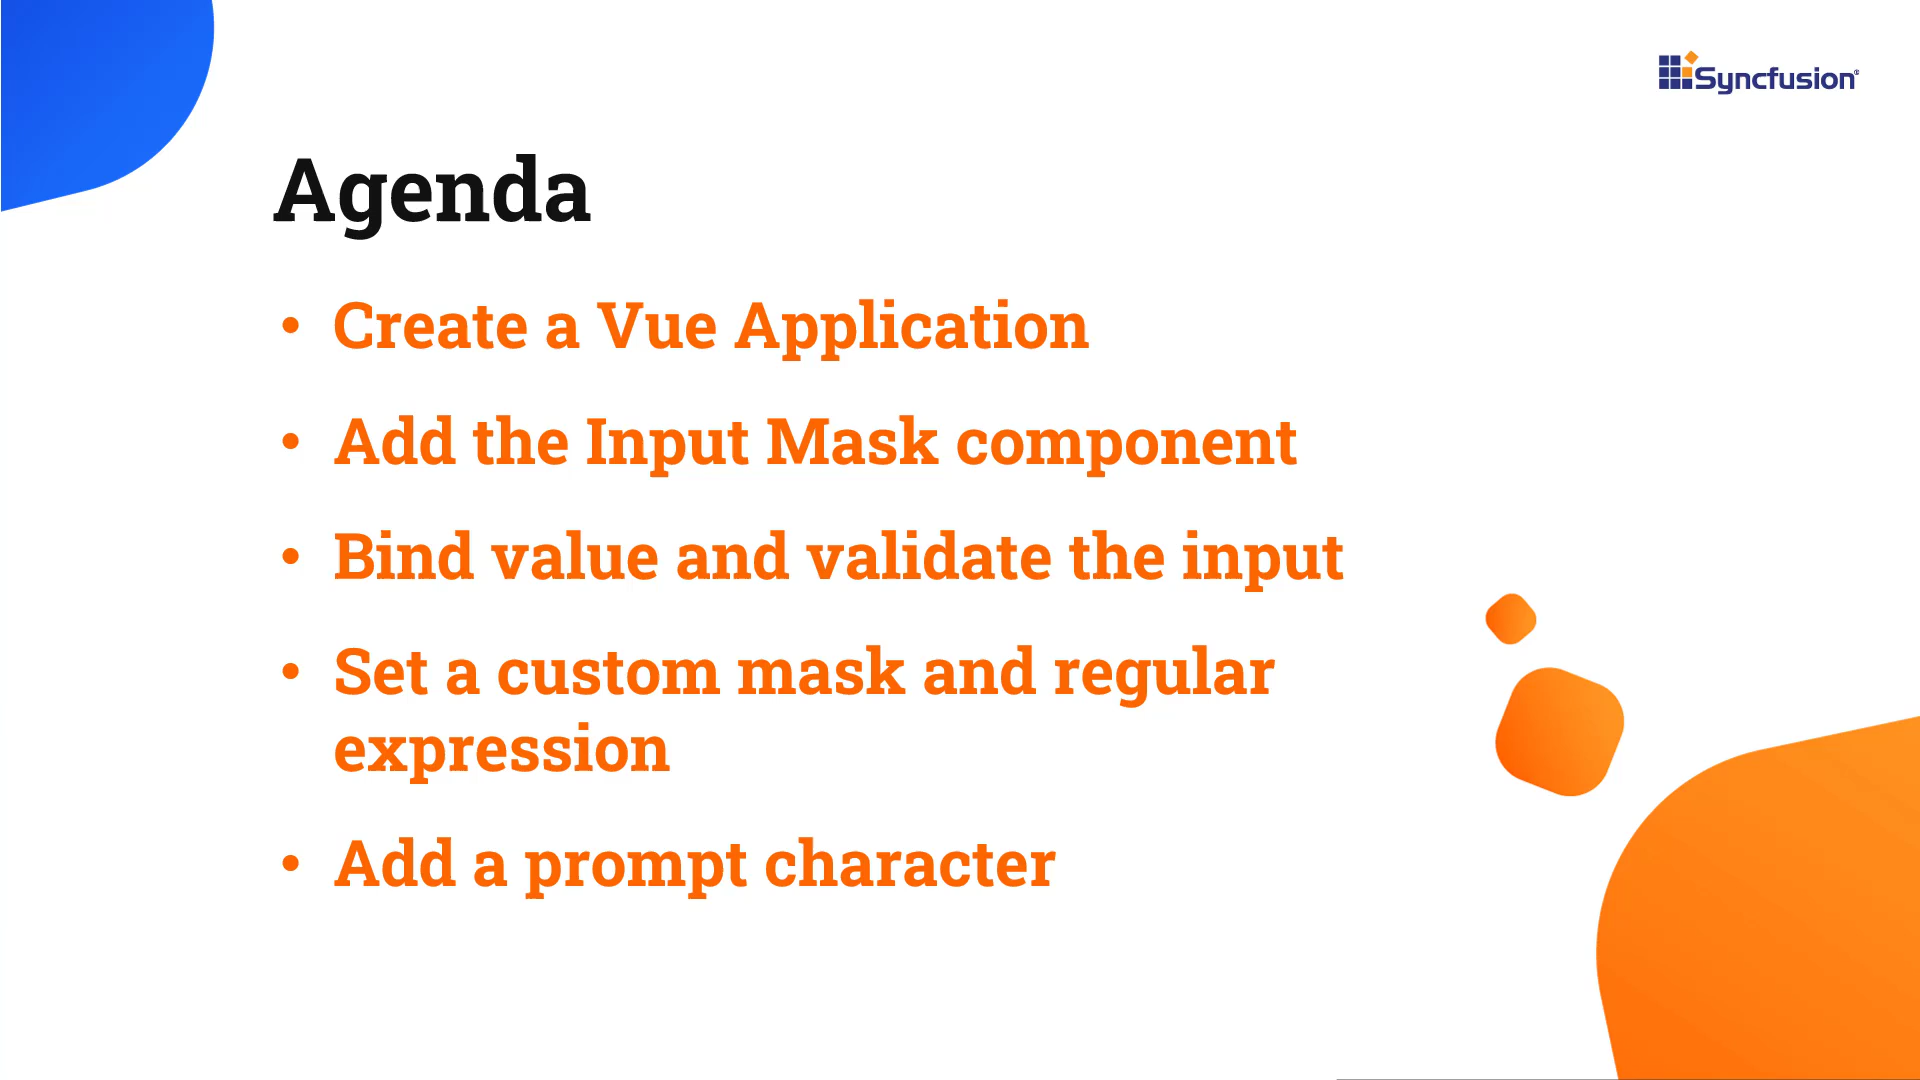 Syncfusion®
Agenda
• Create a Vue Application
• Add the Input Mask component
• Bind value and validate the input
• Set a custom mask and regular
expression
• Add a prompt character